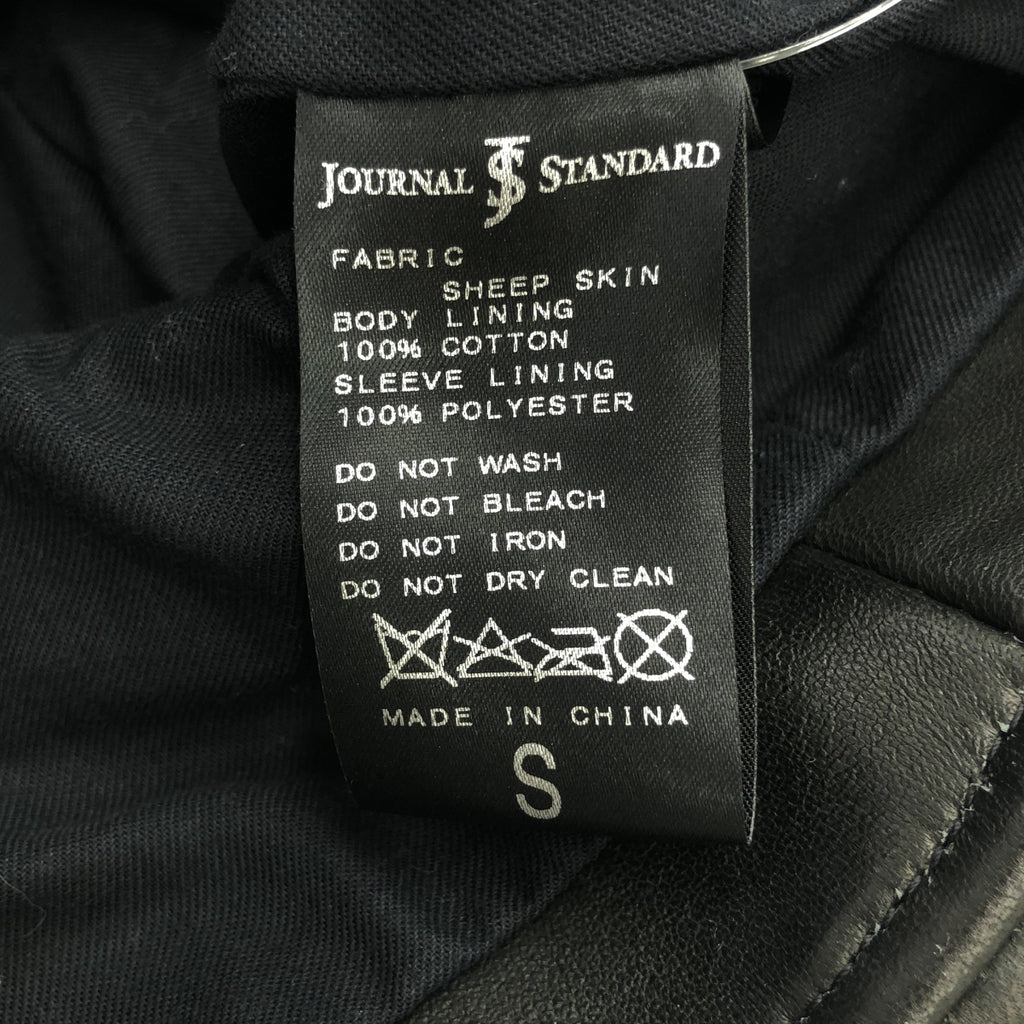 JOURNAL JS STANDARD
FABRIC
SHEEP SKIN
BODY LINING
100% COTTON
SLEEVE LINING
100% POLYESTER
DO NOT WASH
DO NOT BLEACH
DO NOT IRON
DO NOT DRY CLEAN
MADE IN CHINA
S